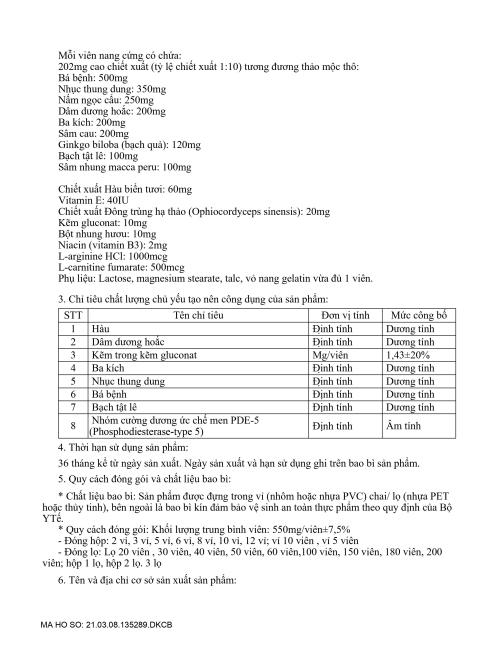 Mỗi viên nang cứng có chứa:
202mg cao chiết xuất (tỷ lệ chiết xuất 1:10) tương đương thảo mộc thô:
Bá bệnh: 500mg
Nhục thung dung: 350mg
Nấm ngọc cẩu: 250mg
Dâm dương hoắc: 200mg
Ba kích: 200mg
Sâm cau: 200mg
Ginkgo biloba (bạch quả): 120mg
Bạch tật lê: 100mg
Sâm nhung macca peru: 100mg
Chiết xuất Hàu biển tươi: 60mg
Vitamin E: 40IU
Chiết xuất Đông trùng hạ thảo (Ophiocordyceps sinensis): 20mg
Kẽm gluconat: 10mg
Bột nhung hươu: 10mg
Niacin (vitamin B3): 2mg
L-arginine HCl: 1000mcg
L-carnitine fumarate: 500mcg
Phụ liệu: Lactose, magnesium stearate, talc, vỏ nang gelatin vừa đủ 1 viên.
3. Chỉ tiêu chất lượng chủ yếu tạo nên công dụng của sản phẩm:
STT Tên chỉ tiêu Đơn vị tính Mức công bố
1 Hàu Định tính Dương tính
2 Dâm dương hoắc Định tính Dương tính
3 Kẽm trong kẽm gluconat Mg/viên 1,43±20%
4 Ba kích Định tính Dương tính
5 Nhục thung dung Định tính Dương tính
6 Bá bệnh Định tính Dương tính
7 Bạch tật lê Định tính Dương tính
8 Nhóm cường dương ức chế men PDE-5 Định tính Âm tính
(Phosphodiesterase-type 5)
4. Thời hạn sử dụng sản phẩm:
36 tháng kể từ ngày sản xuất. Ngày sản xuất và hạn sử dụng ghi trên bao bì sản phẩm.
5. Quy cách đóng gói và chất liệu bao bì:
* Chất liệu bao bì: Sản phẩm được đựng trong vỉ (nhôm hoặc nhựa PVC) chai/ lọ (nhựa PET
hoặc thủy tinh), bên ngoài là bao bì kín đảm bảo vệ sinh an toàn thực phẩm theo quy định của Bộ
YTế.
* Quy cách đóng gói: Khối lượng trung bình viên: 550mg/viên±7,5%
- Đóng hộp: 2 vỉ, 3 vỉ, 5 vỉ, 6 vỉ, 8 vỉ, 10 vỉ, 12 vỉ; vỉ 10 viên , vỉ 5 viên
- Đóng lọ: Lọ 20 viên , 30 viên, 40 viên, 50 viên, 60 viên,100 viên, 150 viên, 180 viên, 200
viên; hộp 1 lọ, hộp 2 lọ. 3 lọ
6. Tên và địa chỉ cơ sở sản xuất sản phẩm:
MA HO SO: 21.03.08.135289.DKCB